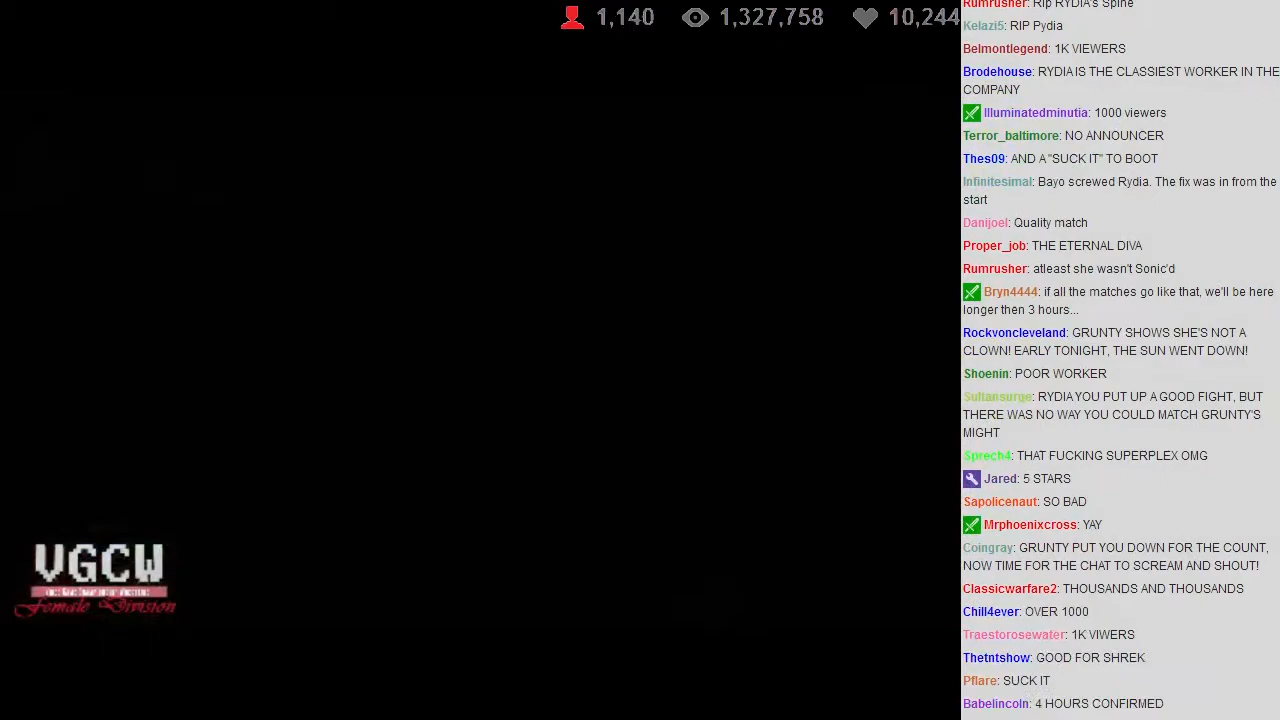 1,140 1,327,758 10,244
Rumrusher: Rip RYDIA's Spine
Kelazi5: RIP Pydia
Belmontlegend: 1K VIEWERS
Brodehouse: RYDIA IS THE CLASSIEST WORKER IN THE
COMPANY
Illuminatedminutia: 1000 viewers
Terror_baltimore: NO ANNOUNCER
Thes09: AND A "SUCK IT" TO BOOT
Infinitesimal: Bayo screwed Rydia. The fix was in from the
start
Danijoel: Quality match
Proper_job: THE ETERNAL DIVA
Rumrusher: atleast she wasn't Sonic'd
Bryn4444: if all the matches go like that, we'll be here
longer then 3 hours...
Rockvoncleveland: GRUNTY SHOWS SHE'S NOT A
CLOWN! EARLY TONIGHT, THE SUN WENT DOWN!
Shoenin: POOR WORKER
Sultansurge: RYDIA YOU PUT UP A GOOD FIGHT, BUT
THERE WAS NO WAY YOU COULD MATCH GRUNTY'S
MIGHT
Sprech4: THAT FUCKING SUPERPLEX OMG
Jared: 5 STARS
Sapolicenaut: SO BAD
Mrphoenixcross: YAY
Coingray: GRUNTY PUT YOU DOWN FOR THE COUNT,
NOW TIME FOR THE CHAT TO SCREAM AND SHOUT!
Classicwarfare2: THOUSANDS AND THOUSANDS
Chill4ever: OVER 1000
Traestorosewater: 1K VIWERS
Thetntshow: GOOD FOR SHREK
Pflare: SUCK IT
Babelincoln: 4 HOURS CONFIRMED
VGCW
Female Division